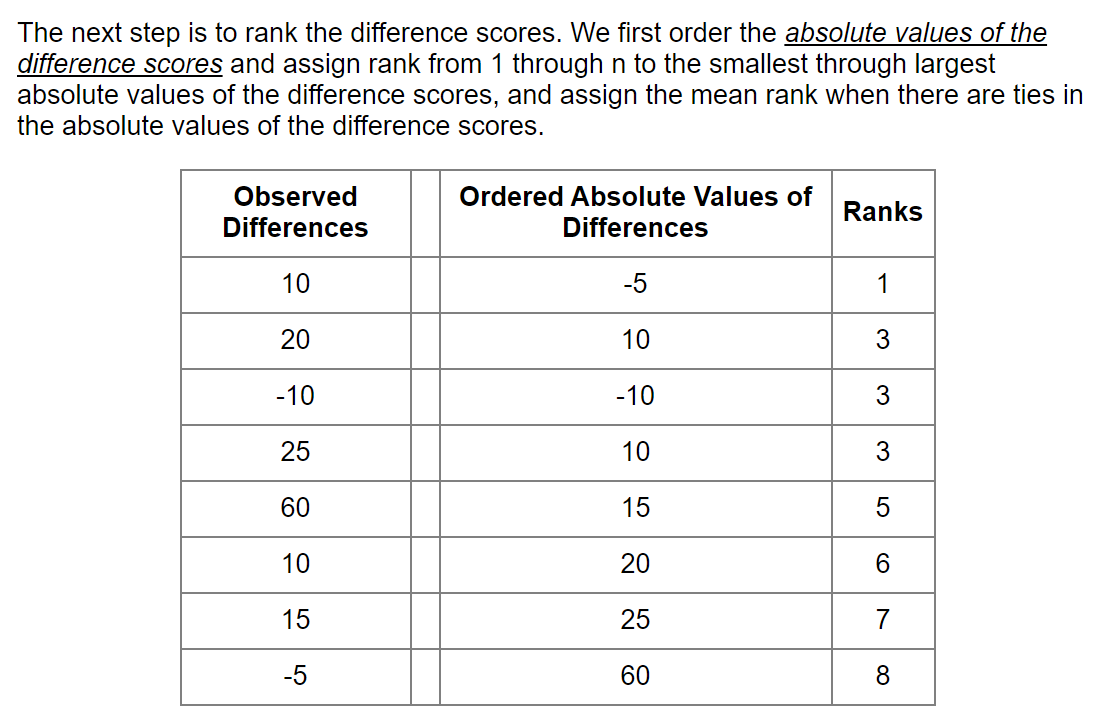 The next step is to rank the difference scores. We first order the absolute values of the
difference scores and assign rank from 1 through n to the smallest through largest
absolute values of the difference scores, and assign the mean rank when there are ties in
the absolute values of the difference scores.
Observed Differences | Ordered Absolute Values of Differences | Ranks
10 | -5 | 1
20 | 10 | 3
-10 | -10 | 3
25 | 10 | 3
60 | 15 | 5
10 | 20 | 6
15 | 25 | 7
-5 | 60 | 8